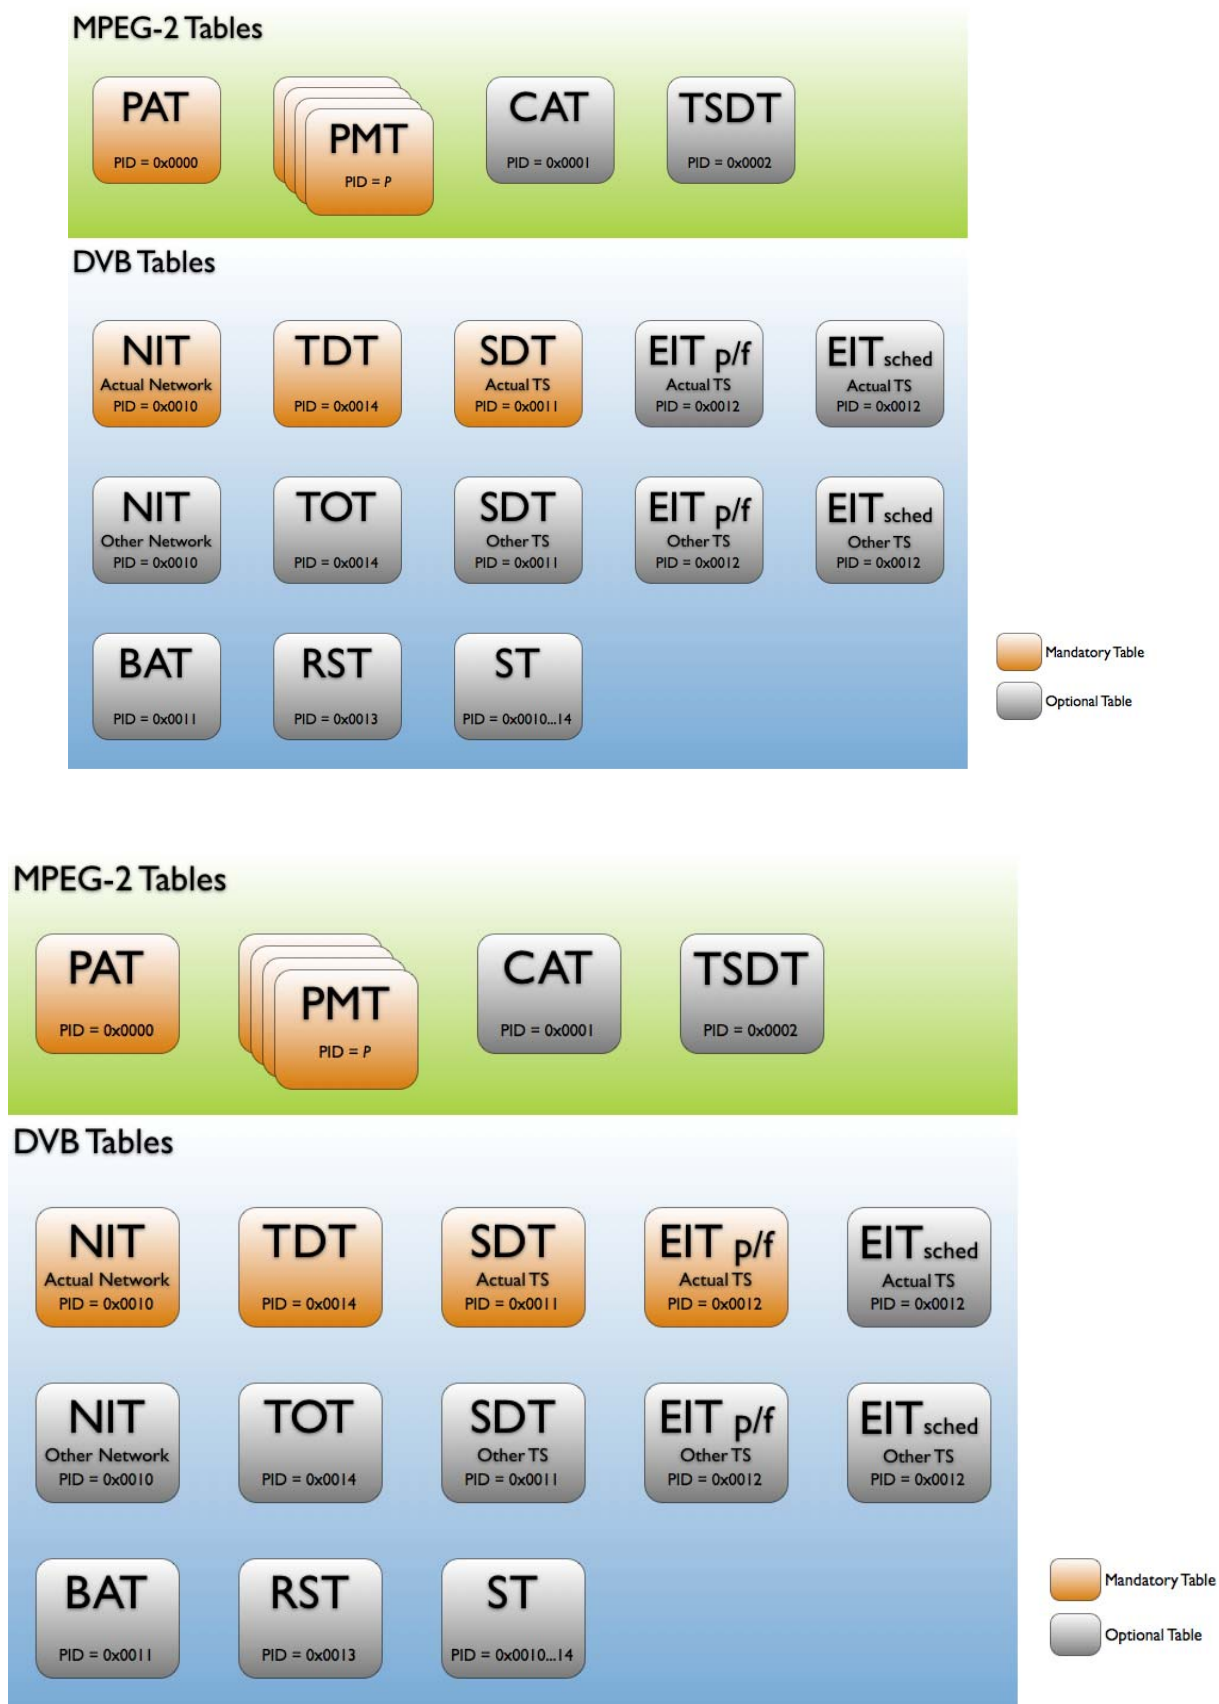 MPEG-2 Tables
PAT
PID = 0x0000
PMT
PID = P
CAT
PID = 0x0001
TSDT
PID = 0x0002
DVB Tables
NIT
Actual Network
PID = 0x0010
TDT
PID = 0x0014
SDT
Actual TS
PID = 0x0011
EIT p/f
Actual TS
PID = 0x0012
EIT sched
Actual TS
PID = 0x0012
NIT
Other Network
PID = 0x0010
TOT
PID = 0x0014
SDT
Other TS
PID = 0x0011
EIT p/f
Other TS
PID = 0x0012
EIT sched
Other TS
PID = 0x0012
BAT
PID = 0x0011
RST
PID = 0x0013
ST
PID = 0x0010...14
Mandatory Table
Optional Table
MPEG-2 Tables
PAT
PID = 0x0000
PMT
PID = P
CAT
PID = 0x0001
TSDT
PID = 0x0002
DVB Tables
NIT
Actual Network
PID = 0x0010
TDT
PID = 0x0014
SDT
Actual TS
PID = 0x0011
EIT p/f
Actual TS
PID = 0x0012
EIT sched
Actual TS
PID = 0x0012
NIT
Other Network
PID = 0x0010
TOT
PID = 0x0014
SDT
Other TS
PID = 0x0011
EIT p/f
Other TS
PID = 0x0012
EIT sched
Other TS
PID = 0x0012
BAT
PID = 0x0011
RST
PID = 0x0013
ST
PID = 0x0010...14
Mandatory Table
Optional Table